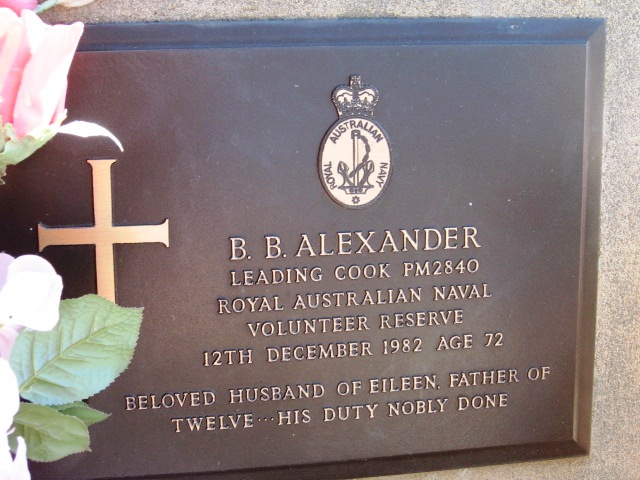 ROYAL AUSTRALIAN NAVY
B. B. ALEXANDER
LEADING COOK PM2840
ROYAL AUSTRALIAN NAVAL
VOLUNTEER RESERVE
12TH DECEMBER 1982 AGE 72
BELOVED HUSBAND OF EILEEN, FATHER OF
TWELVE...HIS DUTY NOBLY DONE